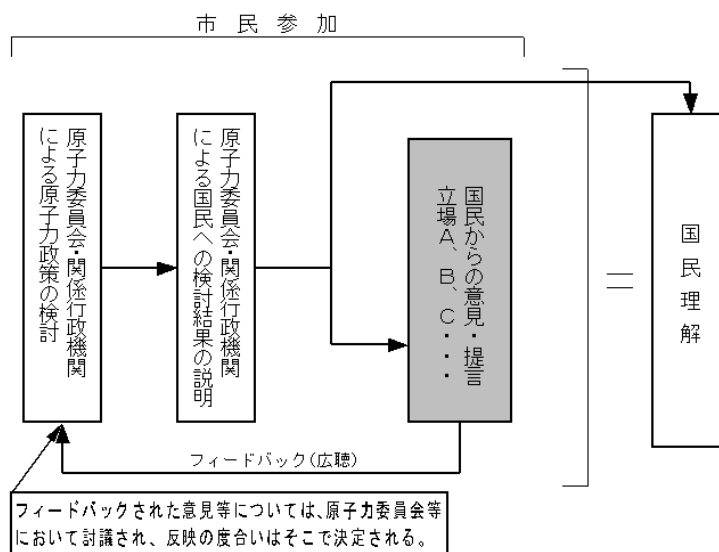 市民参加
原子力委員会・関係行政機関
による原子力政策の検討
原子力委員会・関係行政機関
による国民への検討結果の説明
国民からの意見・提言
立場A、B、C・・・
国民理解
フィードバック(広聴)
フィードバックされた意見等については、原子力委員会等
において討議され、反映の度合いはそこで決定される。